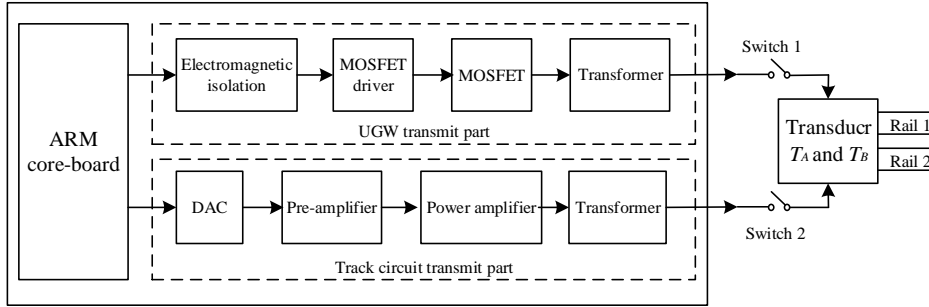 ARM
core-board
Electromagnetic
isolation
MOSFET
driver
MOSFET
Transformer
UGW transmit part
DAC
Pre-amplifier
Power amplifier
Transformer
Track circuit transmit part
Switch 1
Transducr
TA and TB
Rail 1
Rail 2
Switch 2